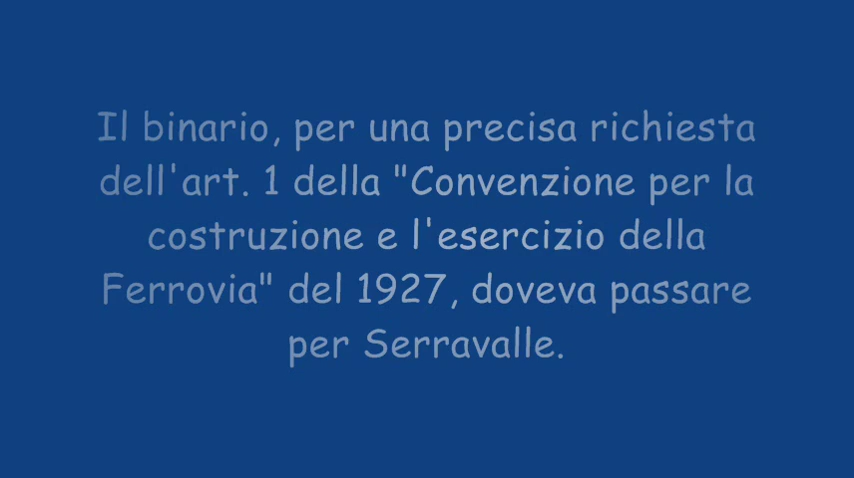 Il binario, per una precisa richiesta
dell'art. 1 della "Convenzione per la
costruzione e l'esercizio della
Ferrovia" del 1927, doveva passare
per Serravalle.